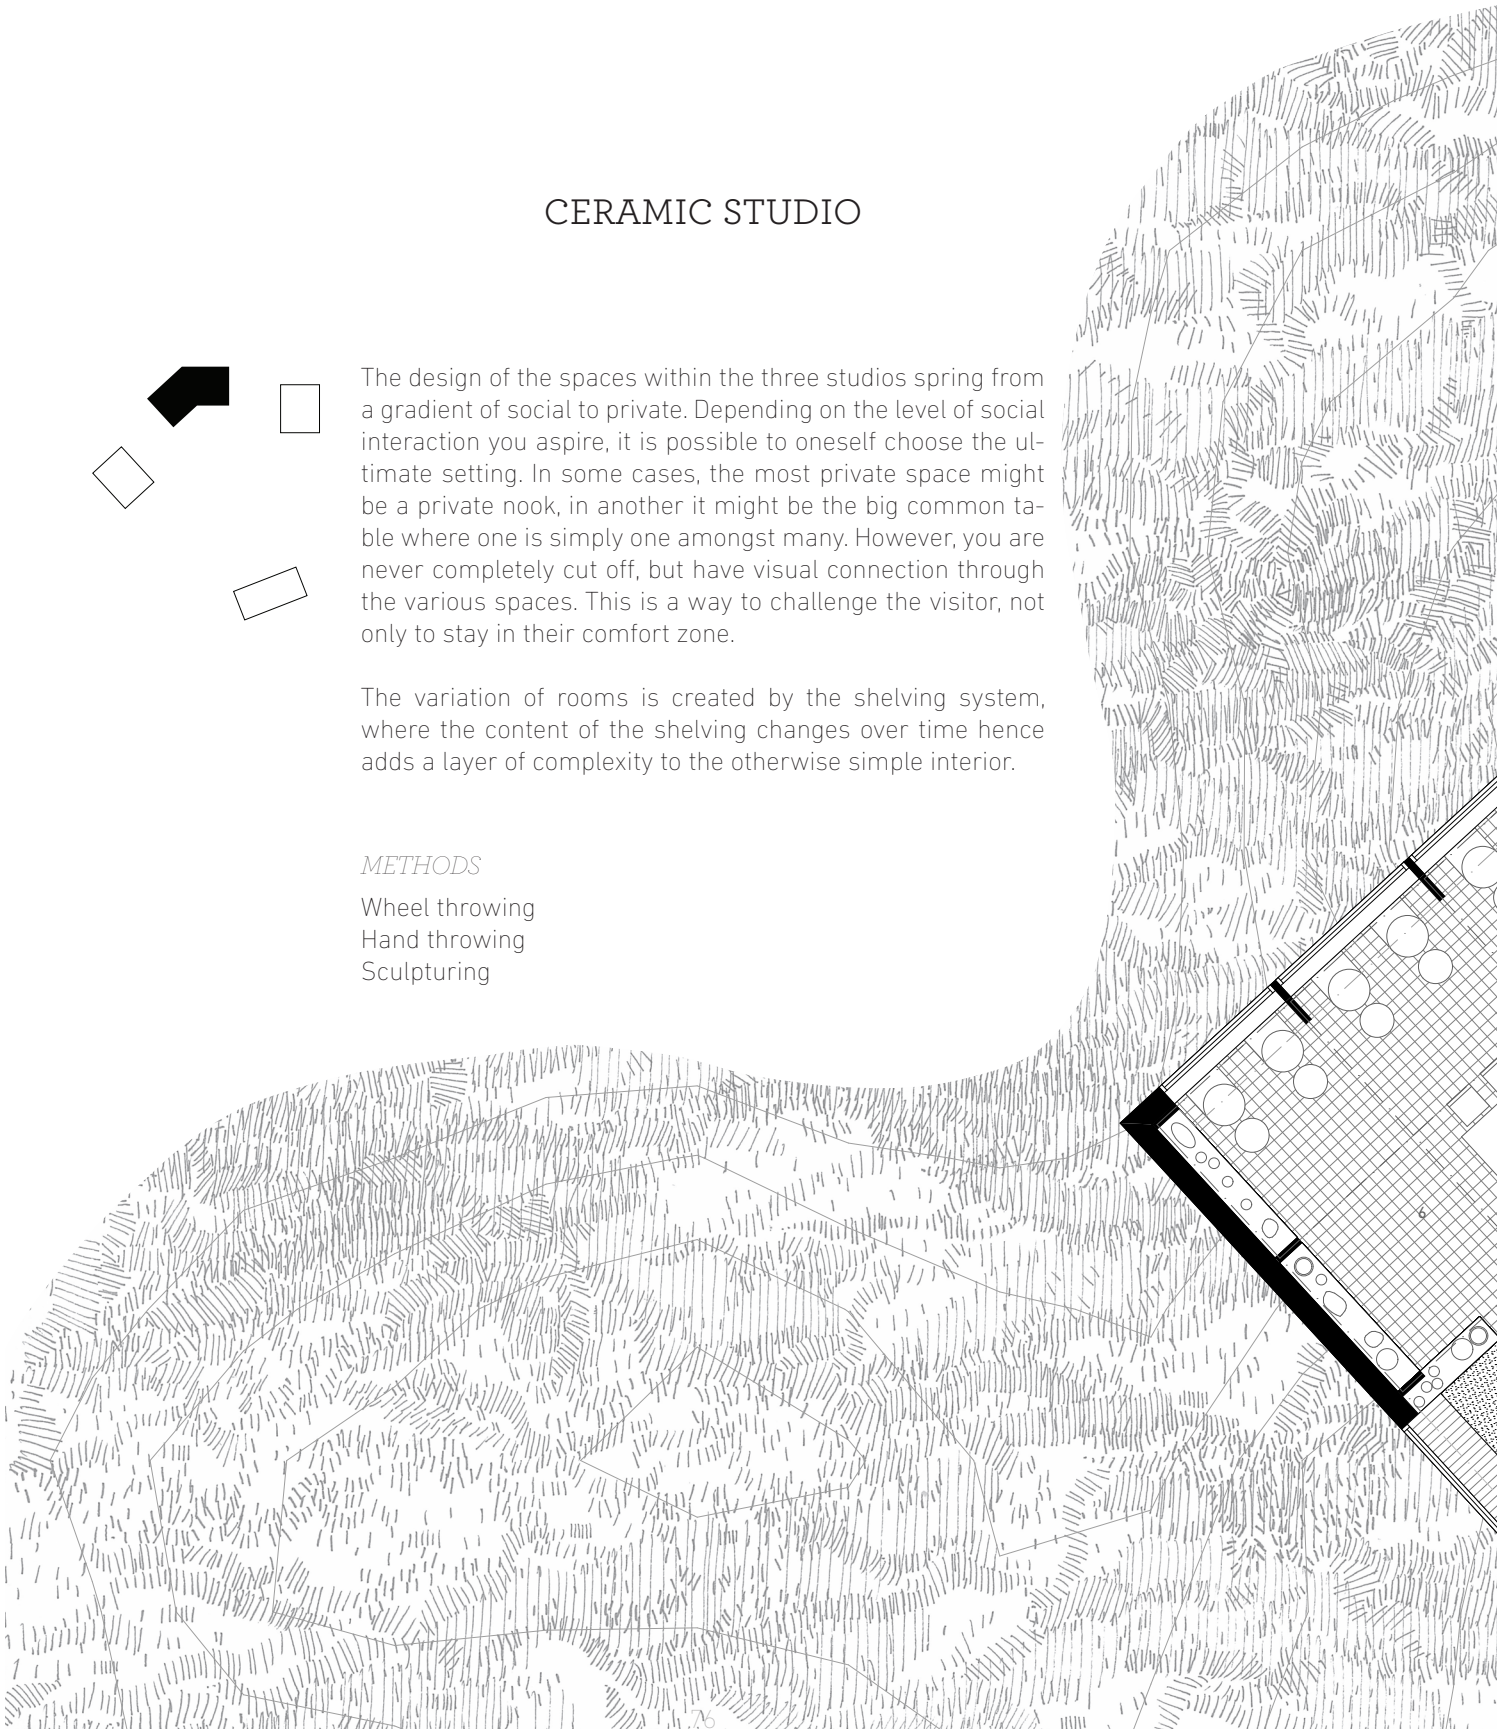 CERAMIC STUDIO
The design of the spaces within the three studios spring from
a gradient of social to private. Depending on the level of social
interaction you aspire, it is possible to oneself choose the ul-
timate setting. In some cases, the most private space might
be a private nook, in another it might be the big common ta-
ble where one is simply one amongst many. However, you are
never completely cut off, but have visual connection through
the various spaces. This is a way to challenge the visitor, not
only to stay in their comfort zone.
The variation of rooms is created by the shelving system,
where the content of the shelving changes over time hence
adds a layer of complexity to the otherwise simple interior.
METHODS
Wheel throwing
Hand throwing
Sculpturing
6
76